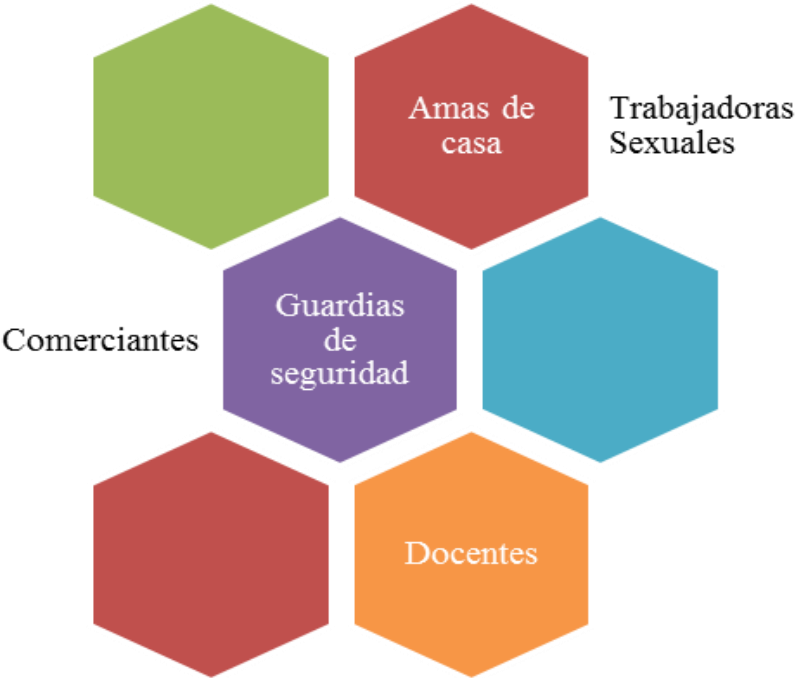 Amas de
casa
Trabajadoras
Sexuales
Comerciantes
Guardias
de
seguridad
Docentes